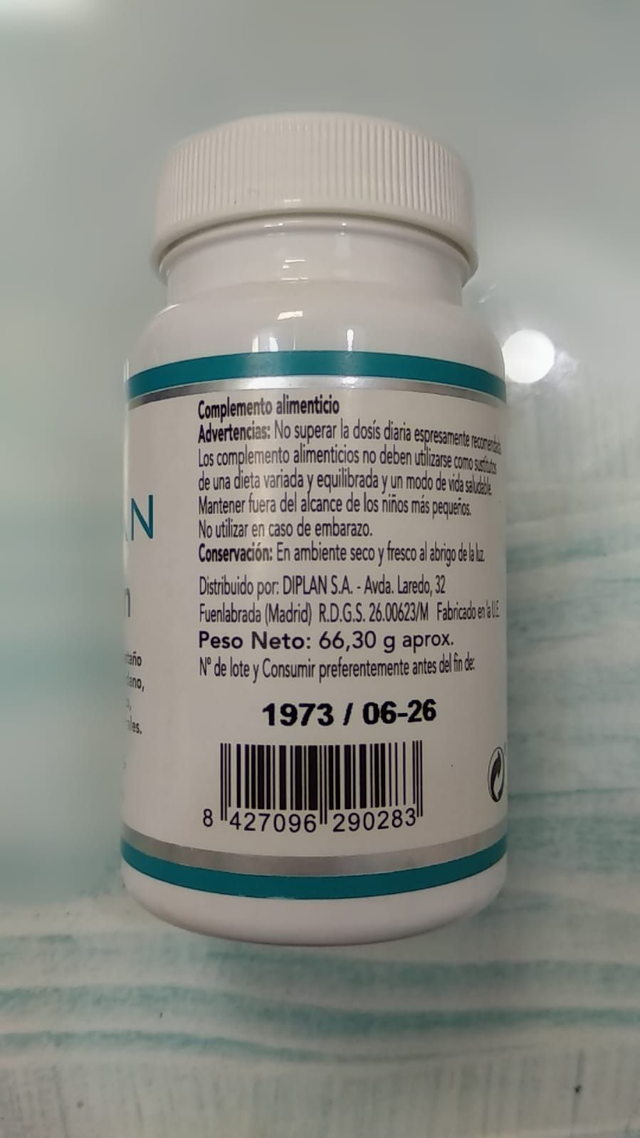 Complemento alimenticio
Advertencias: No superar la dosís diaria espresamente recomendada
Los complemento alimenticios no deben utilizarse como sustitutos
de una dieta variada y equilibrada y un modo de vida saludable.
Mantener fuera del alcance de los niños más pequeños.
No utilizar en caso de embarazo.
Conservación: En ambiente seco y fresco al abrigo de la luz.
Distribuido por: DIPLAN S.A. - Avda. Laredo, 32
Fuenlabrada (Madrid) R.D.G.S. 26.00623/M Fabricado en la U.E.
Peso Neto: 66,30 g aprox.
Nº de lote y Consumir preferentemente antes del fin de:
1973 / 06-26
8 427096 290283